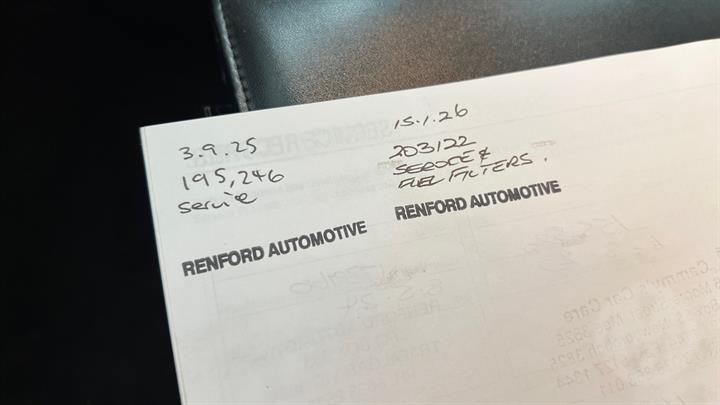 3.9.25
195,246
Service
RENFORD AUTOMOTIVE
15.1.26
203122
SERVICE &
FUEL FILTERS.
RENFORD AUTOMOTIVE